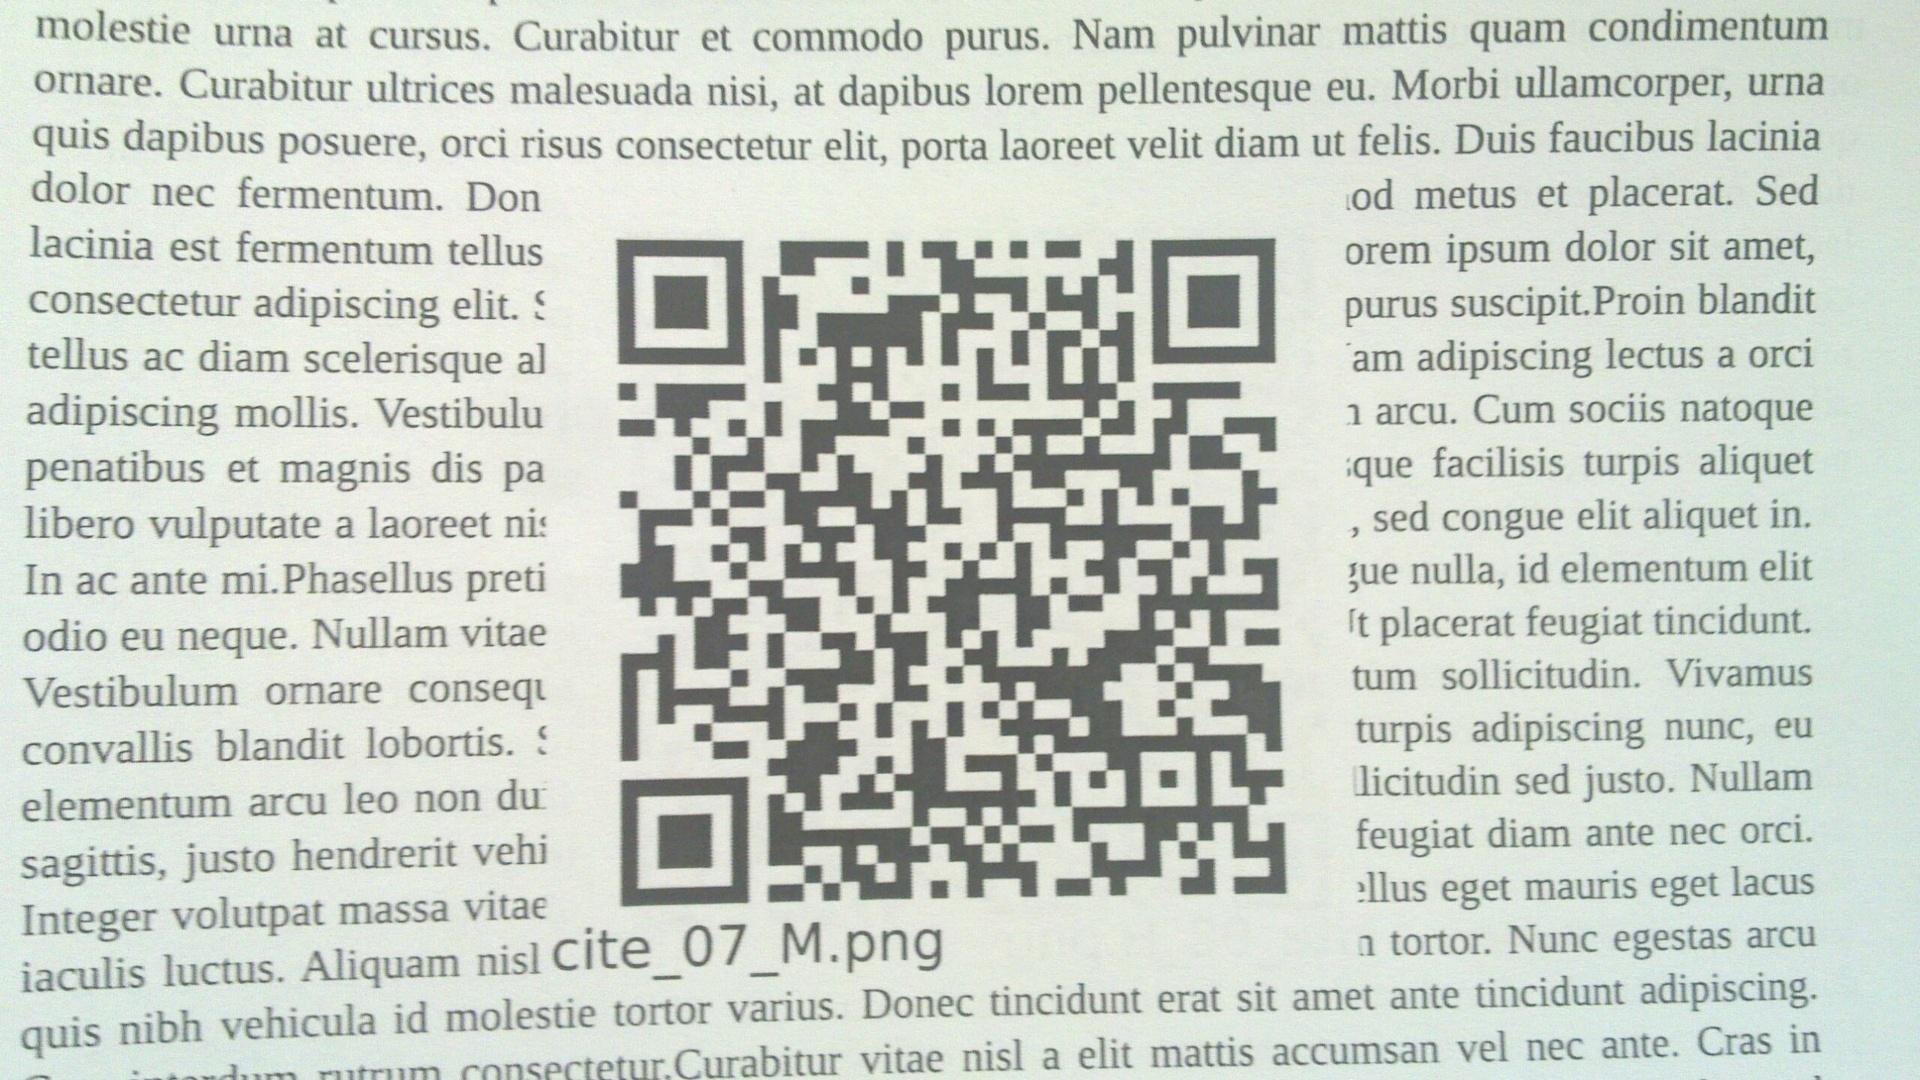 molestie urna at cursus. Curabitur et commodo purus. Nam pulvinar mattis quam condimentum
ornare. Curabitur ultrices malesuada nisi, at dapibus lorem pellentesque eu. Morbi ullamcorper, urna
quis dapibus posuere, orci risus consectetur elit, porta laoreet velit diam ut felis. Duis faucibus lacinia
dolor nec fermentum. Don od metus et placerat. Sed
lacinia est fermentum tellus orem ipsum dolor sit amet,
consectetur adipiscing elit. purus suscipit.Proin blandit
tellus ac diam scelerisque al am adipiscing lectus a orci
adipiscing mollis. Vestibulu arcu. Cum sociis natoque
penatibus et magnis dis pa que facilisis turpis aliquet
libero vulputate a laoreet ni , sed congue elit aliquet in.
In ac ante mi.Phasellus preti gue nulla, id elementum elit
odio eu neque. Nullam vitae t placerat feugiat tincidunt.
Vestibulum ornare consequ tum sollicitudin. Vivamus
convallis blandit lobortis. turpis adipiscing nunc, eu
elementum arcu leo non du licitudin sed justo. Nullam
sagittis, justo hendrerit vehi feugiat diam ante nec orci.
Integer volutpat massa vitae ellus eget mauris eget lacus
iaculis luctus. Aliquam nisl cite_07_M.png tortor. Nunc egestas arcu
quis nibh vehicula id molestie tortor varius. Donec tincidunt erat sit amet ante tincidunt adipiscing.
interdum rutrum consectetur.Curabitur vitae nisl a elit mattis accumsan vel nec ante. Cras in